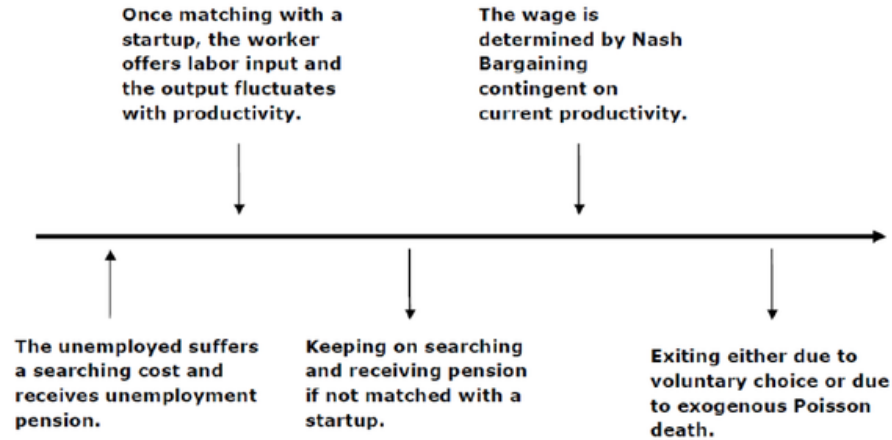 Once matching with a
startup, the worker
offers labor input and
the output fluctuates
with productivity.
The wage is
determined by Nash
Bargaining
contingent on
current productivity.
The unemployed suffers
a searching cost and
receives unemployment
pension.
Keeping on searching
and receiving pension
if not matched with a
startup.
Exiting either due to
voluntary choice or due
to exogenous Poisson
death.